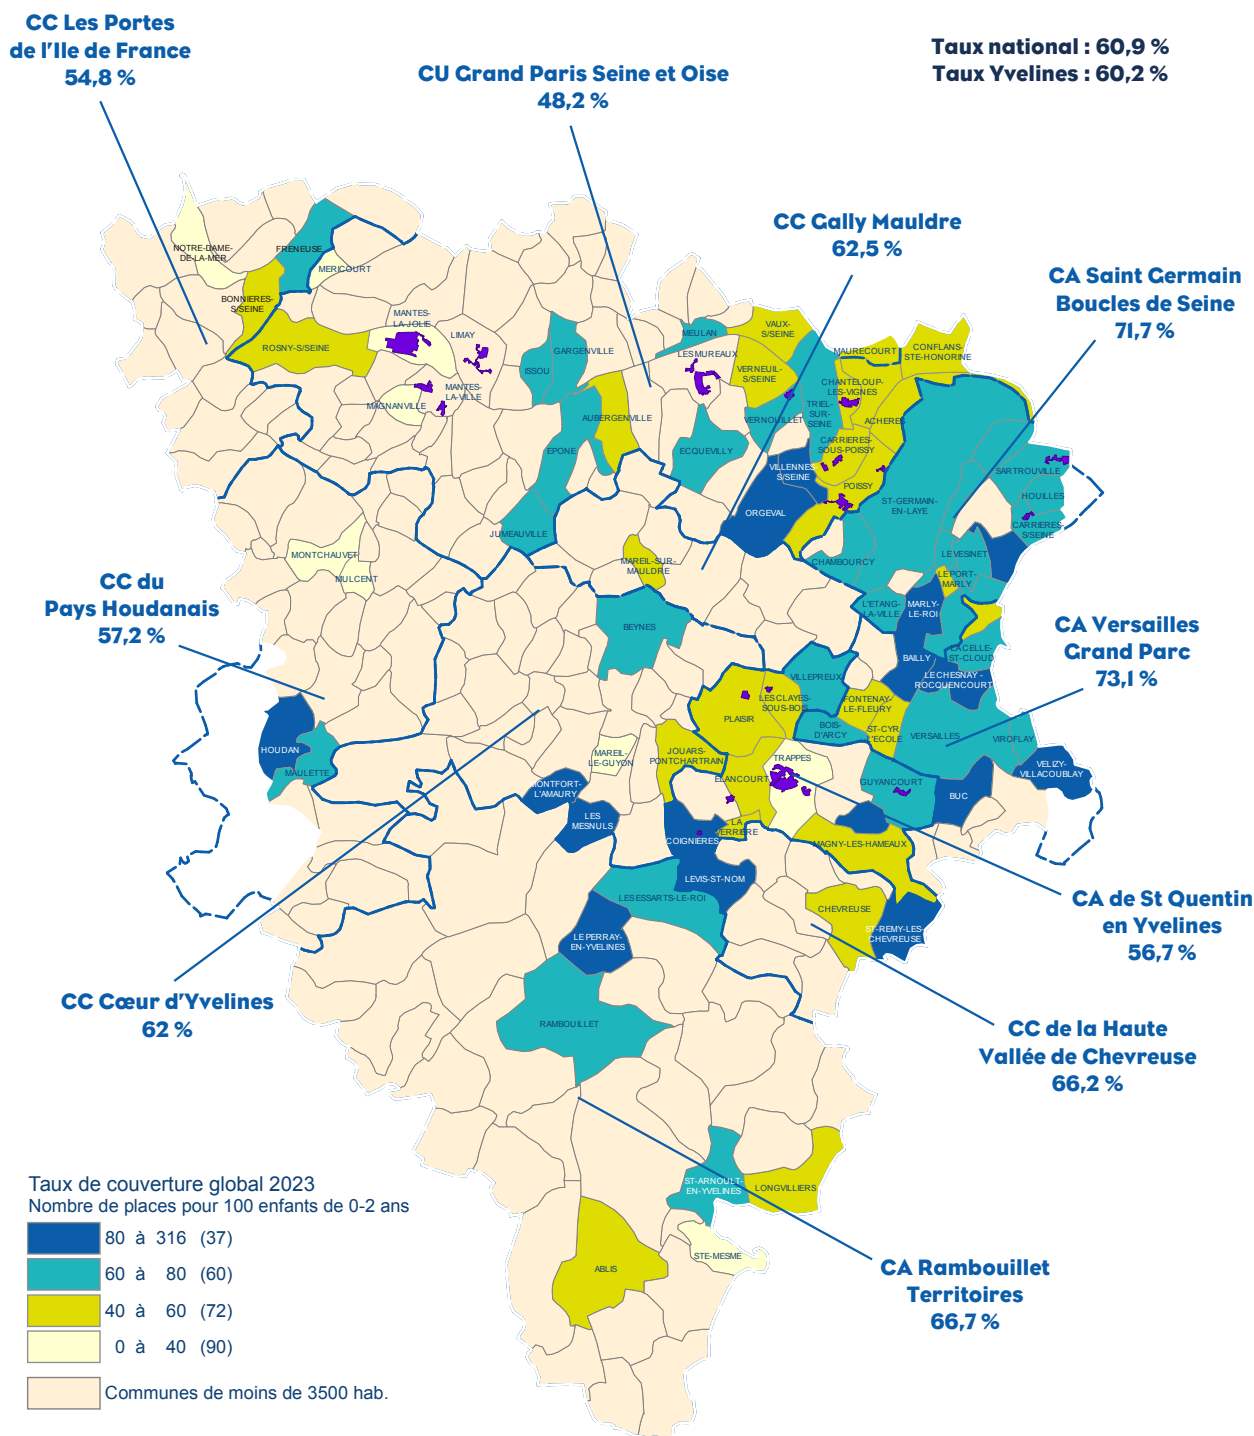 CC Les Portes
de l'Ile de France
54,8 %
CU Grand Paris Seine et Oise
48,2 %
Taux national : 60,9 %
Taux Yvelines : 60,2 %
CC Gally Mauldre
62,5 %
CA Saint Germain
Boucles de Seine
71,7 %
NOTRE-DAME-
DE-LA-MER
FRENEUSE
MERICOURT
BONNIERES-
S/SEINE
ROSNY-S/SEINE
MANTES-
LA-JOLIE
LIMAY
MANTES-
LA-VILLE
MAGNANVILLE
ISSOU
GARGENVILLE
AUBERGENVILLE
EPONE
JUMEAUVILLE
MEULAN
LES MUREAUX
ECQUEVILLY
VAUX-
S/SEINE
VERNEUIL-
S/SEINE
VERNOUILLET
TRIEL-
SUR-
SEINE
MAURECOURT
CONFLANS-
STE-HONORINE
CHANTELOUP-
LES-VIGNES
ACHERES
CARRIERES-
SOUS-POISSY
VILLENNES
S/SEINE
POISSY
ORGEVAL
ST-GERMAIN-
EN-LAYE
SARTROUVILLE
HOUILLES
CARRIERES-
S/SEINE
LE VESINET
CHAMBOURCY
LE PORT-
MARLY
L'ETANG-
LA-VILLE
MARLY-
LE-ROI
MONTCHAUVET
MULCENT
MAREIL-SUR-
MAULDRE
BEYNES
CC du
Pays Houdanais
57,2 %
CA Versailles
Grand Parc
73,1 %
BAILLY
LA CELLE-
ST-CLOUD
LE CHESNAY -
ROCQUENCOURT
VILLEPREUX
LES CLAYES-
SOUS-BOIS
FONTENAY-
LE-FLEURY
PLAISIR
BOIS-
D'ARCY
ST-CYR
L'ECOLE
VERSAILLES
VIROFLAY
HOUDAN
MAULETTE
MAREIL-
LE-GUYON
JOUARS-
PONTCHARTRAIN
TRAPPES
ELANCOURT
GUYANCOURT
BUC
VELIZY-
VILLACOUBLAY
MONTFORT-
L'AMAURY
LES
MESNULS
LA
VERRIERE
COIGNIERES
MAGNY-LES-HAMEAUX
LEVIS-ST-NOM
LES ESSARTS-LE-ROI
CHEVREUSE
ST-REMY-LES-
CHEVREUSE
LE PERRAY-
EN-YVELINES
RAMBOUILLET
CA de St Quentin
en Yvelines
56,7 %
CC Cœur d'Yvelines
62 %
CC de la Haute
Vallée de Chevreuse
66,2 %
ST-ARNOULT-
EN-YVELINES
LONGVILLIERS
STE-MESME
ABLIS
CA Rambouillet
Territoires
66,7 %
Taux de couverture global 2023
Nombre de places pour 100 enfants de 0-2 ans
80 à 316 (37)
60 à 80 (60)
40 à 60 (72)
0 à 40 (90)
Communes de moins de 3500 hab.